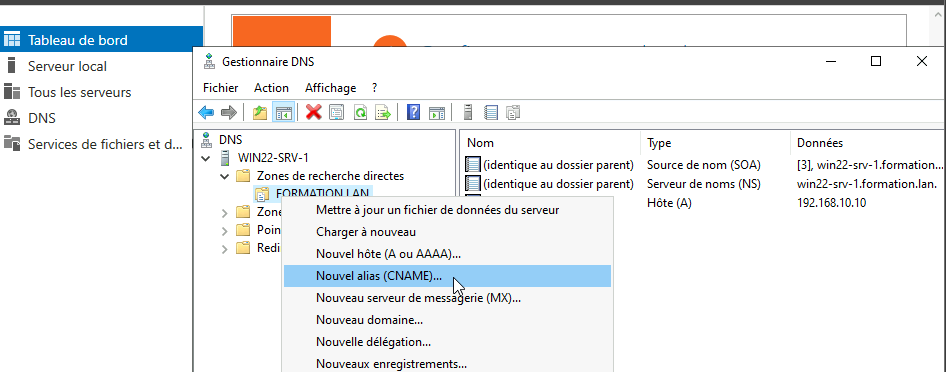 Tableau de bord
Serveur local
Tous les serveurs
DNS
Services de fichiers et d...
Gestionnaire DNS
Fichier Action Affichage ?
DNS
WIN22-SRV-1
Zones de recherche directes
FORMATION.LAN
Zone
Poin
Redi
Nom Type Données
(identique au dossier parent) Source de nom (SOA) [3], win22-srv-1.formation...
(identique au dossier parent) Serveur de noms (NS) win22-srv-1.formation.lan.
Hôte (A) 192.168.10.10
Mettre à jour un fichier de données du serveur
Charger à nouveau
Nouvel hôte (A ou AAAA)...
Nouvel alias (CNAME)...
Nouveau serveur de messagerie (MX)...
Nouveau domaine...
Nouvelle délégation...
Nouveaux enregistrements...